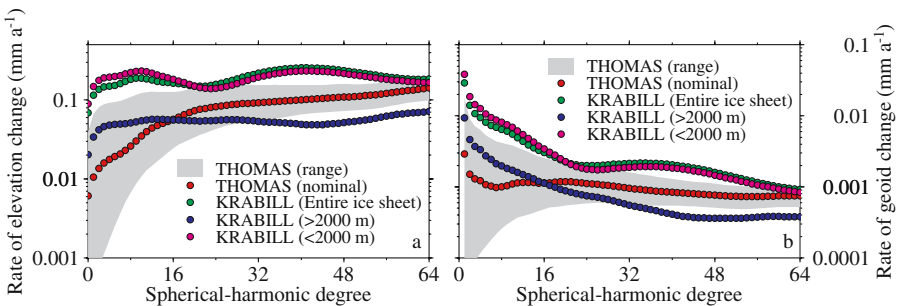 Rate of elevation change (mm a⁻¹)
0.1
0.01
0.001
0 16 32 48 64
Spherical-harmonic degree
THOMAS (range)
THOMAS (nominal)
KRABILL (Entire ice sheet)
KRABILL (>2000 m)
KRABILL (<2000 m)
a
THOMAS (range)
THOMAS (nominal)
KRABILL (Entire ice sheet)
KRABILL (>2000 m)
KRABILL (<2000 m)
b
0 16 32 48 64
Spherical-harmonic degree
0.1
0.01
0.001
0.0001
Rate of geoid change (mm a⁻¹)